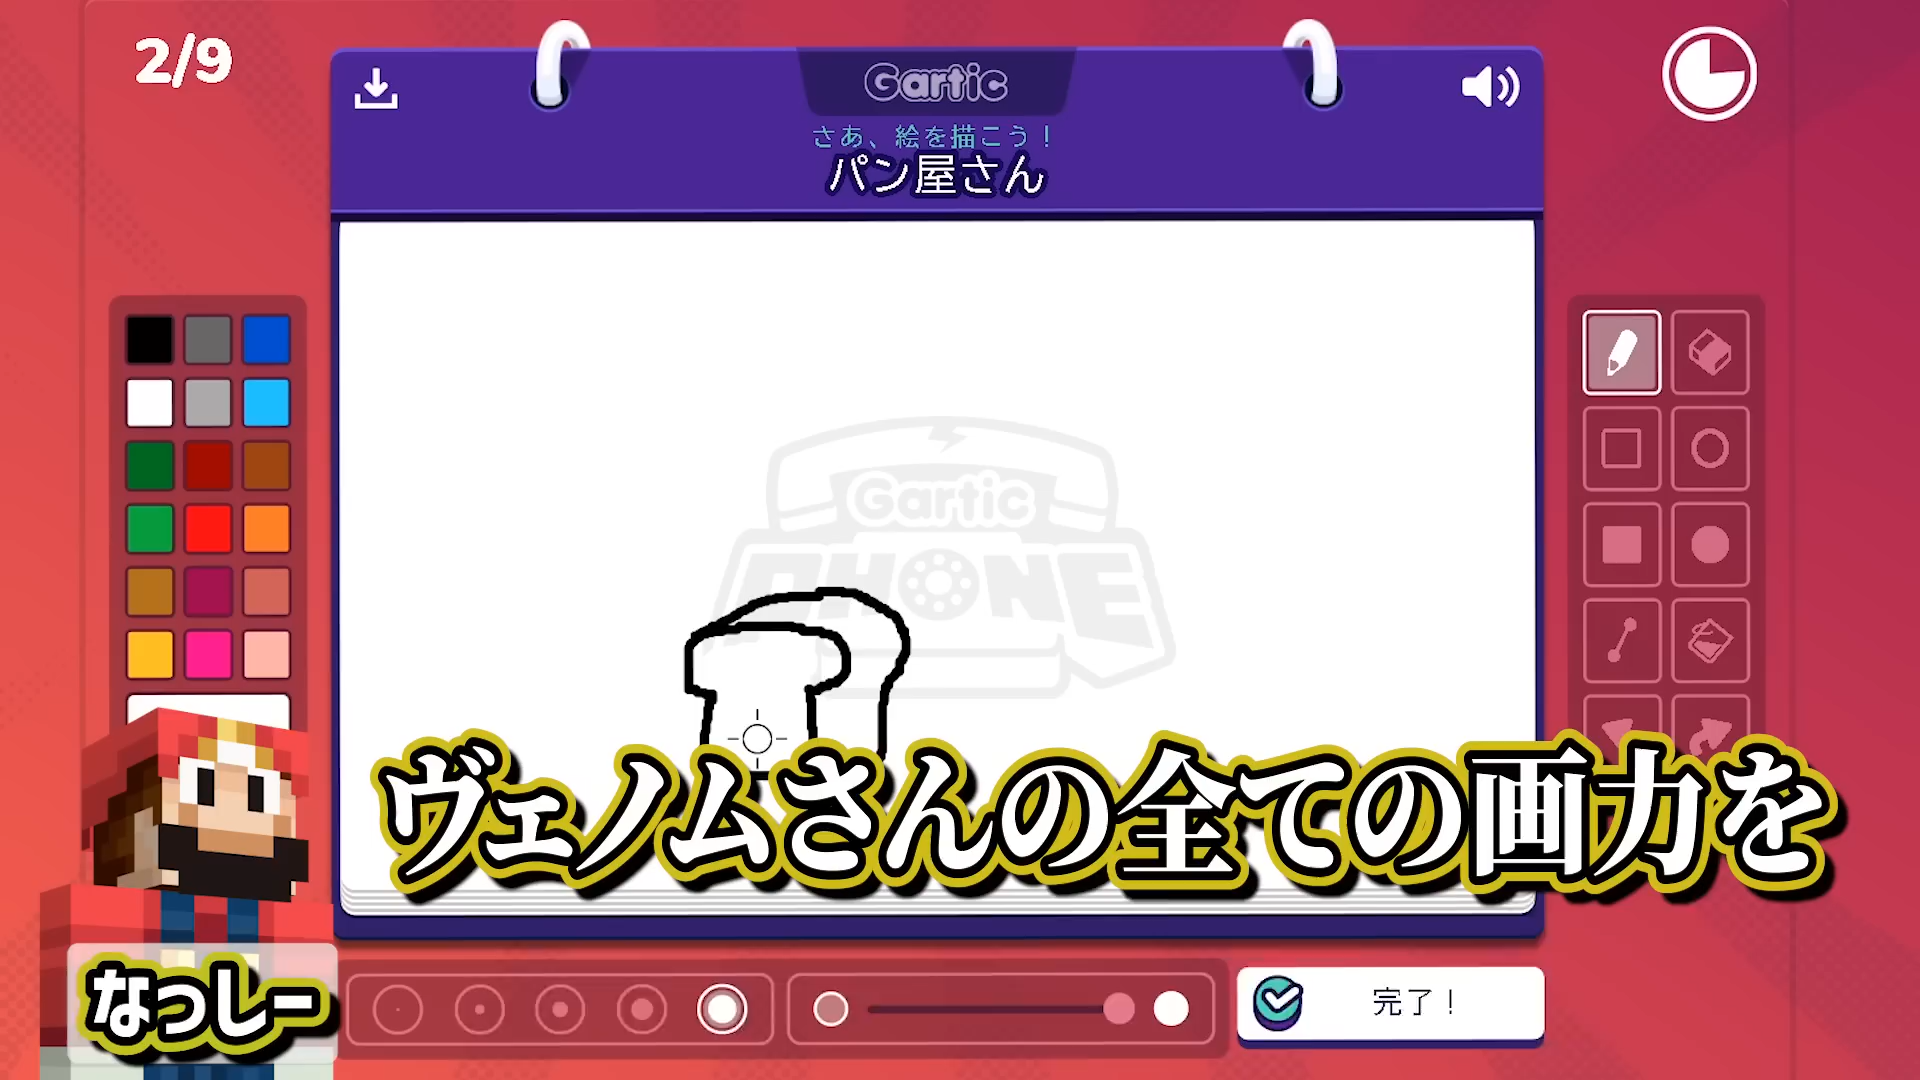 2/9
Gartic
さあ、絵を描こう！
パン屋さん
Gartic
PHONE
ヴェノムさんの全ての画力を
なっしー
完了！